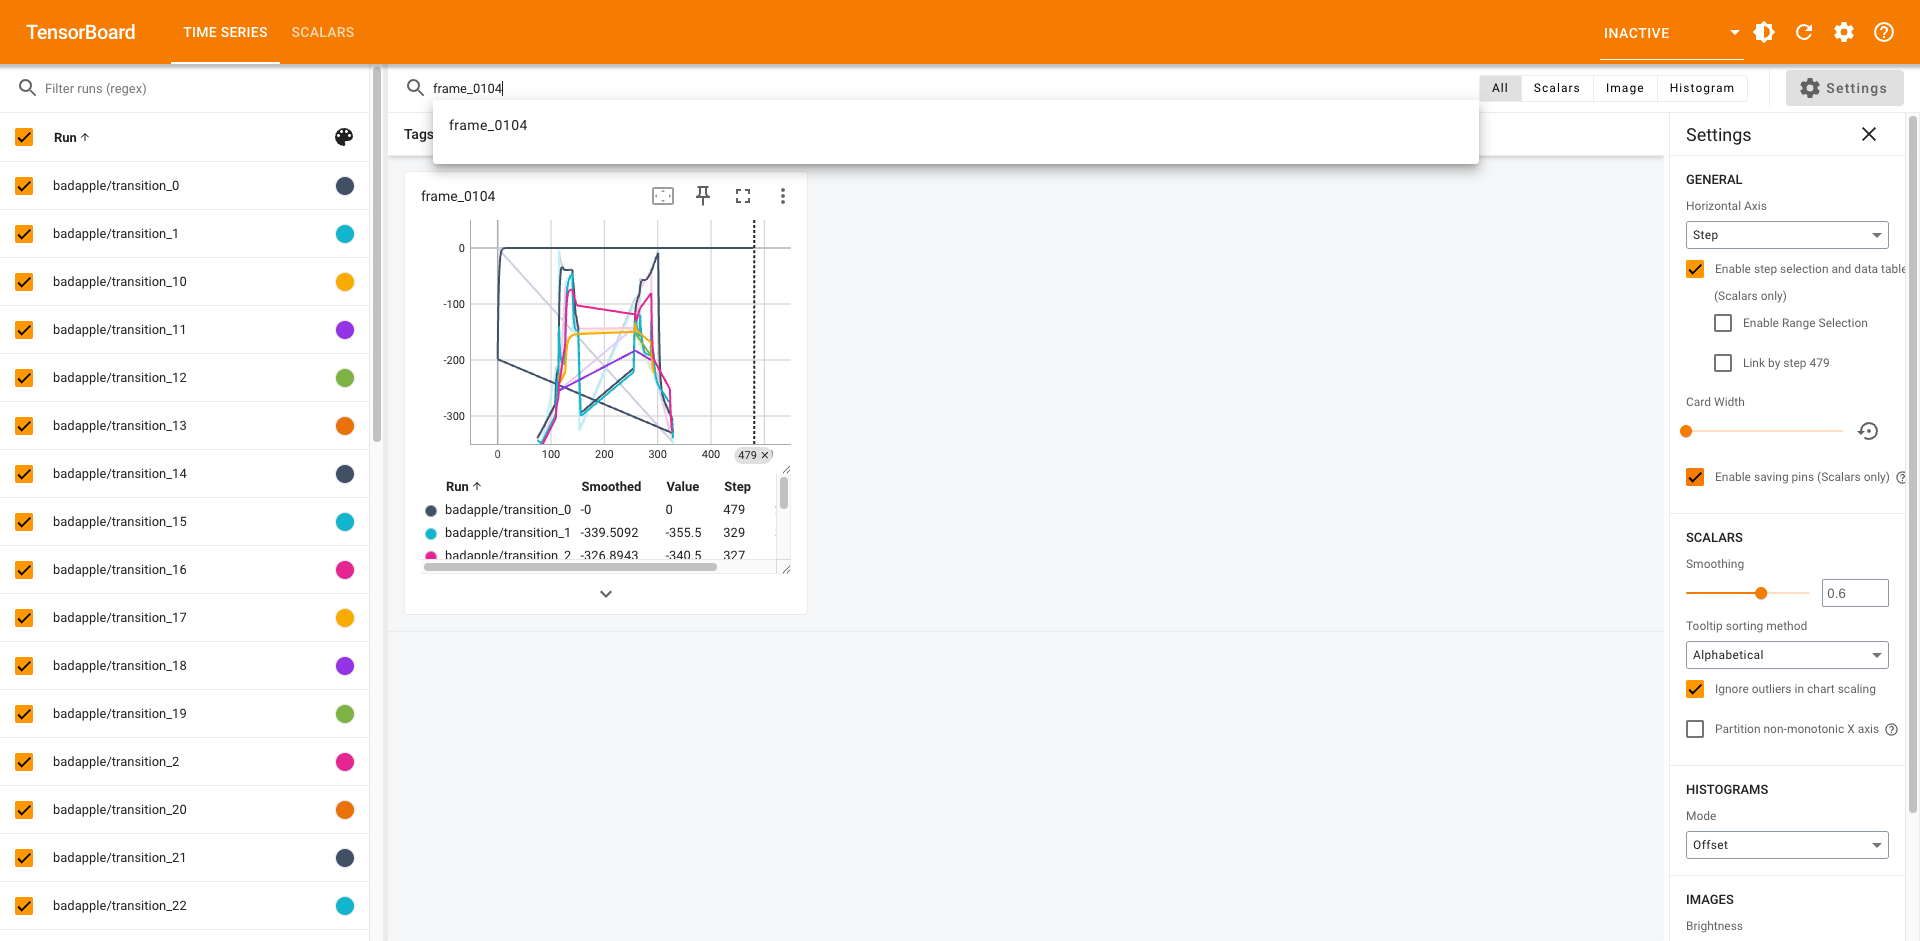 TensorBoard TIME SERIES SCALARS INACTIVE
Filter runs (regex)
Run
badapple/transition_0
badapple/transition_1
badapple/transition_10
badapple/transition_11
badapple/transition_12
badapple/transition_13
badapple/transition_14
badapple/transition_15
badapple/transition_16
badapple/transition_17
badapple/transition_18
badapple/transition_19
badapple/transition_2
badapple/transition_20
badapple/transition_21
badapple/transition_22
frame_0104
All Scalars Image Histogram Settings
frame_0104
Tags
frame_0104
0
-100
-200
-300
0 100 200 300 400 479
Run Smoothed Value Step
badapple/transition_0 -0 0 479
badapple/transition_1 -339.5092 -355.5 329
badapple/transition_2 -326.8943 -340.5 327
Settings
GENERAL
Horizontal Axis
Step
Enable step selection and data table
(Scalars only)
Enable Range Selection
Link by step 479
Card Width
Enable saving pins (Scalars only)
SCALARS
Smoothing
0.6
Tooltip sorting method
Alphabetical
Ignore outliers in chart scaling
Partition non-monotonic X axis
HISTOGRAMS
Mode
Offset
IMAGES
Brightness